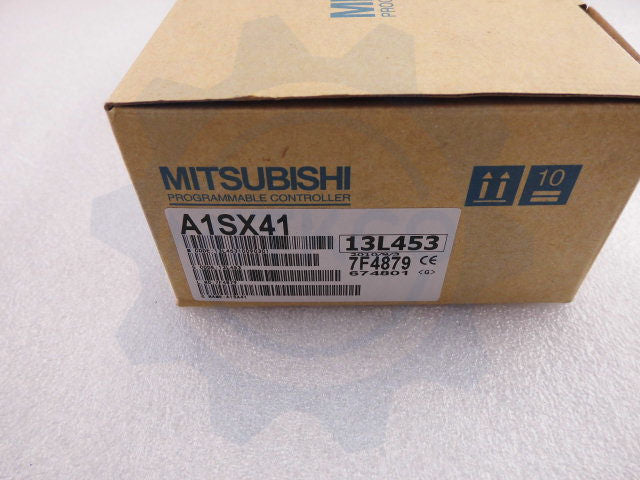 MITSUBISHI
PROGRAMMABLE CONTROLLER
10
A1SX41
13L453
7F4879 CE
674801 <G>